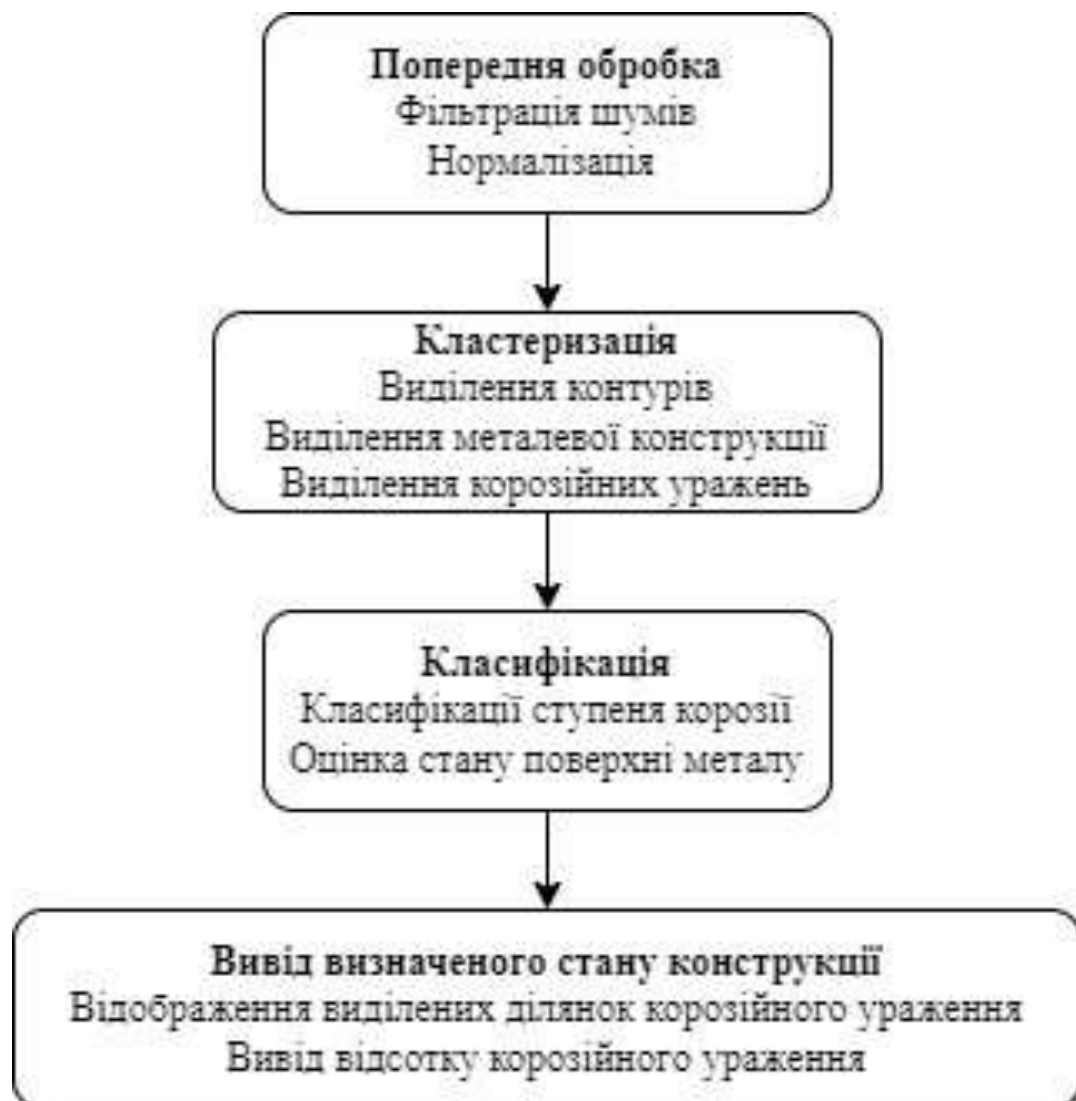 Попередня обробка
Фільтрація шумів
Нормалізація
Кластеризація
Виділення контурів
Виділення металевої конструкції
Виділення корозійних уражень
Класифікація
Класифікації ступеня корозії
Оцінка стану поверхні металу
Вивід визначеного стану конструкції
Відображення виділених ділянок корозійного ураження
Вивід відсотку корозійного ураження